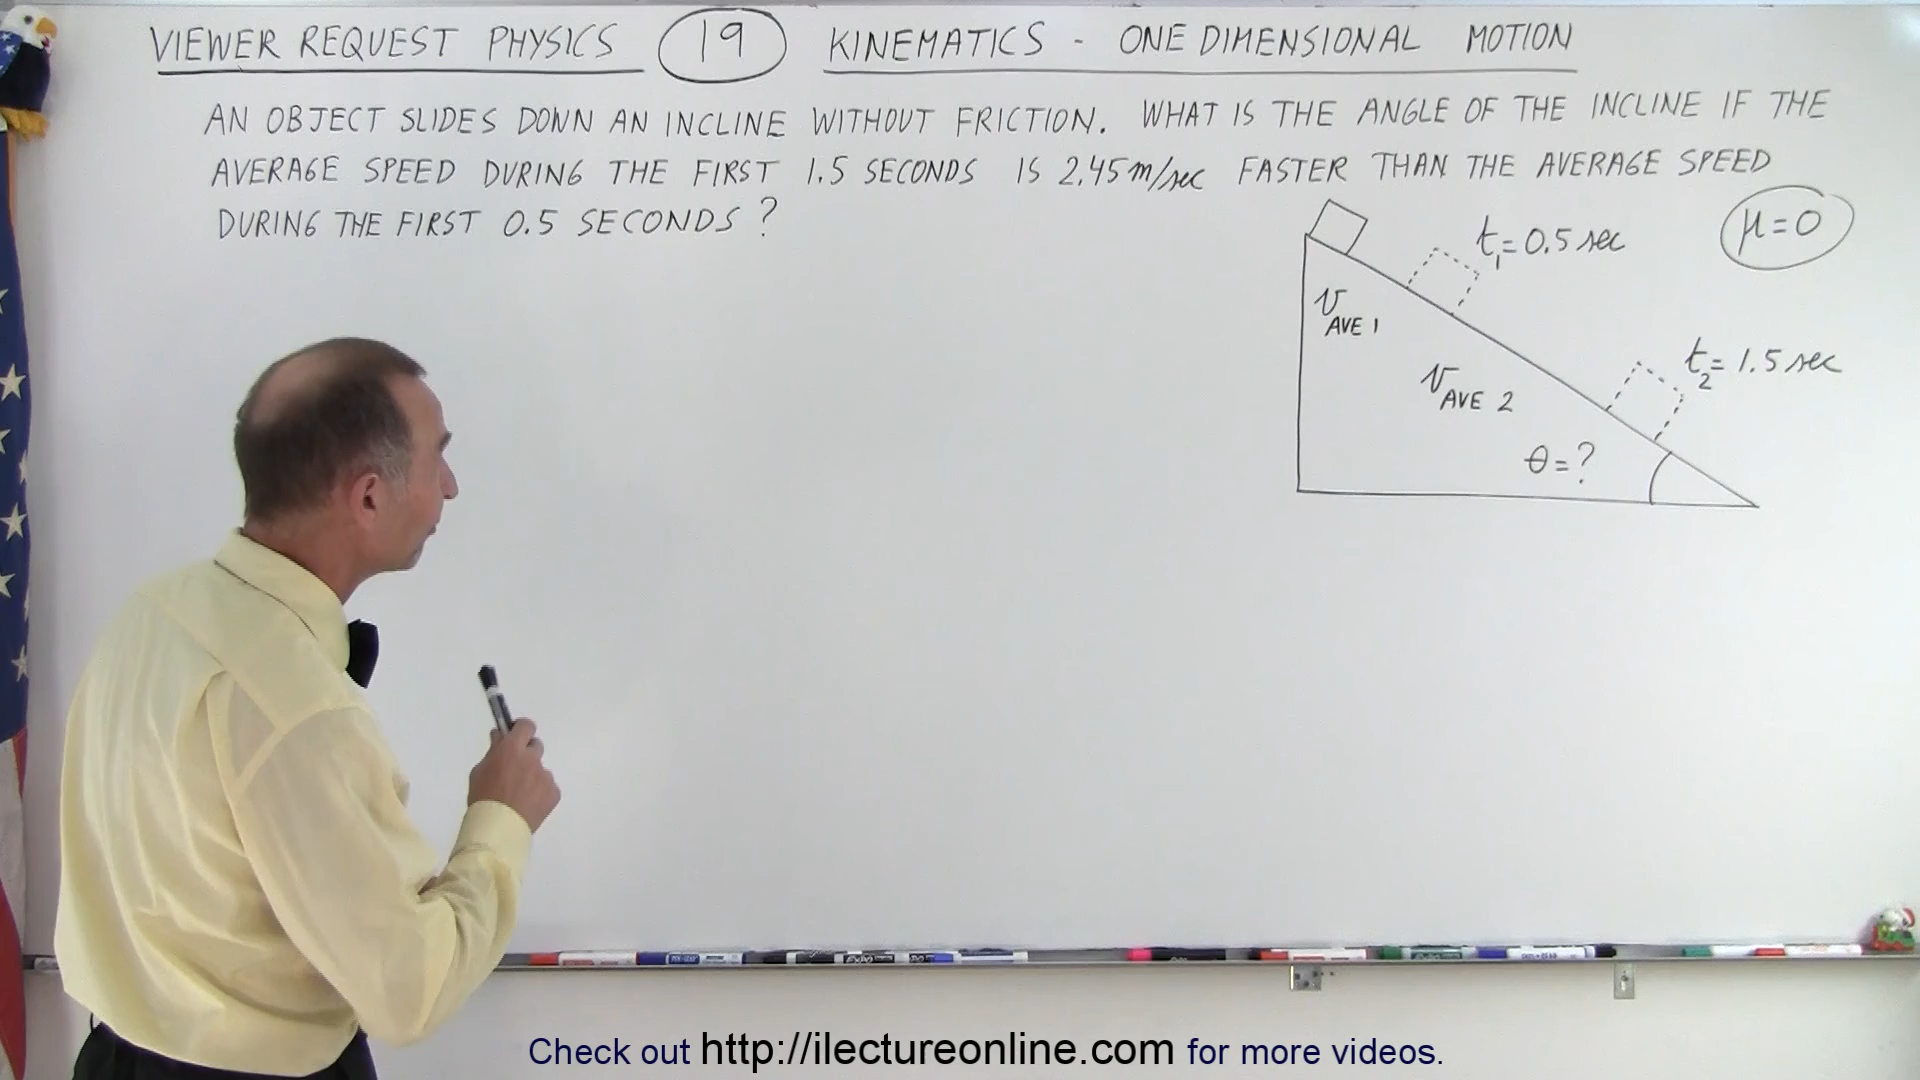 VIEWER REQUEST PHYSICS 19 KINEMATICS - ONE DIMENSIONAL MOTION
AN OBJECT SLIDES DOWN AN INCLINE WITHOUT FRICTION. WHAT IS THE ANGLE OF THE INCLINE IF THE
AVERAGE SPEED DURING THE FIRST 1.5 SECONDS IS 2.45 m/sec FASTER THAN THE AVERAGE SPEED
DURING THE FIRST 0.5 SECONDS?
t₁=0.5 sec
μ=0
v AVE 1
t₂=1.5 sec
v AVE 2
θ=?
Check out http://ilectureonline.com for more videos.